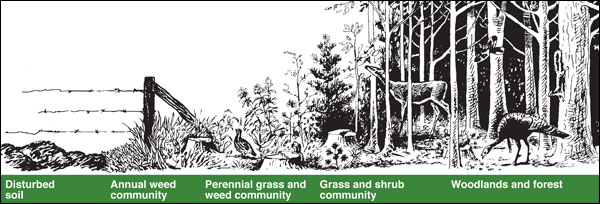 Disturbed
soil
Annual weed
community
Perennial grass and
weed community
Grass and shrub
community
Woodlands and forest